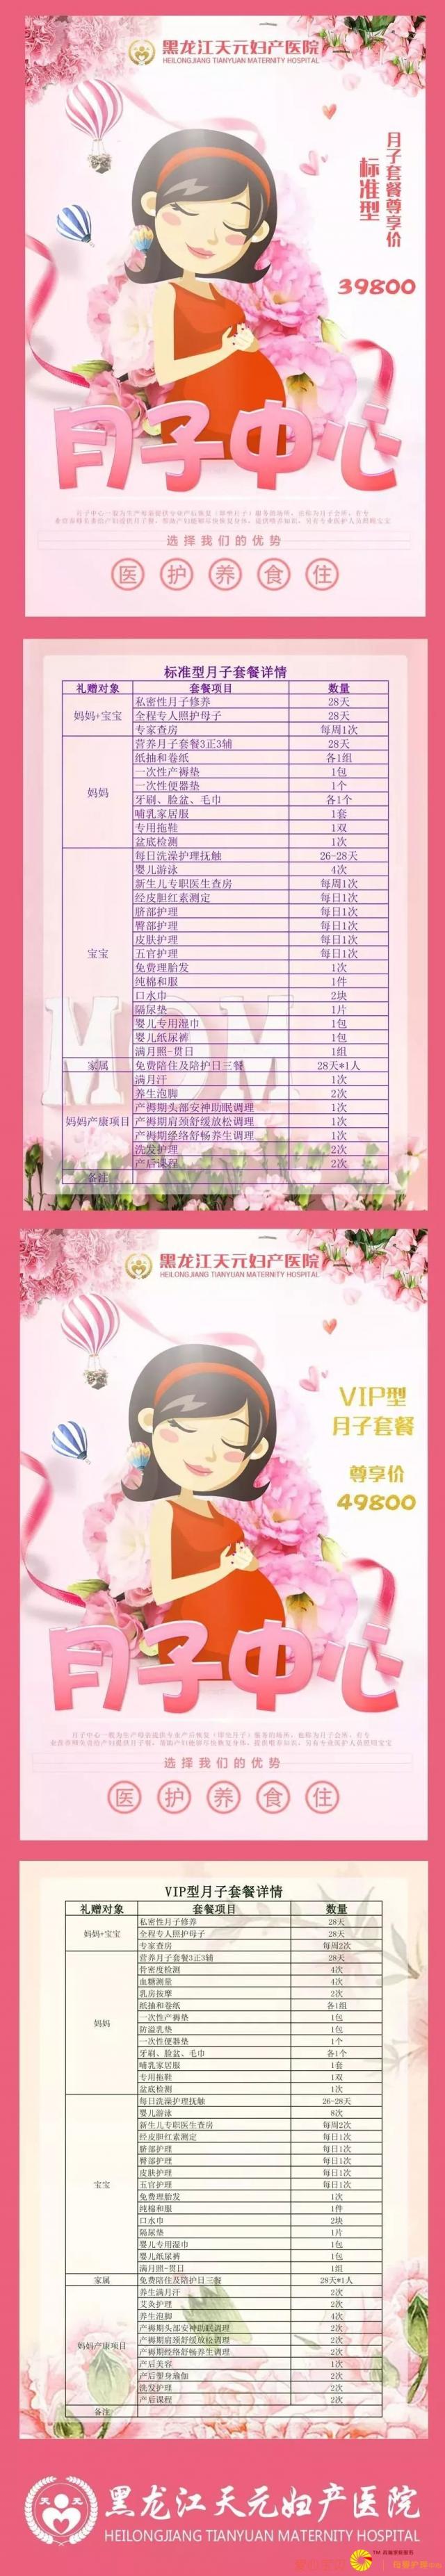 黑龙江天元妇产医院
HEILONGJIANG TIANYUAN MATERNITY HOSPITAL
月子套餐尊享价
标准型
39800
月子中心
选择我们的优势
医 护 养 食 住
标准型月子套餐详情
礼赠对象 套餐项目 数量
妈妈+宝宝 私密性月子修养 28天
全程专人照护母子 28天
专家查房 每周1次
妈妈 营养月子套餐3正3辅 28天
纸抽和卷纸 各1组
一次性产褥垫 1包
一次性便器垫 1个
牙刷、脸盆、毛巾 各1个
哺乳家居服 1套
专用拖鞋 1双
盆底检测 1次
宝宝 每日洗澡护理抚触 26-28天
婴儿游泳 4次
新生儿专职医生查房 每周1次
经皮胆红素测定 每日1次
脐部护理 每日1次
臀部护理 每日1次
皮肤护理 每日1次
五官护理 每日1次
免费理胎发 1次
纯棉和服 1件
口水巾 2块
隔尿垫 1片
婴儿专用湿巾 1包
婴儿纸尿裤 1包
满月照-贯日 1组
家属 免费陪住及陪护日三餐 28天*1人
妈妈产康项目 满月汗 1次
养生泡脚 2次
产褥期头部安神助眠调理 1次
产褥期肩颈舒缓放松调理 1次
产褥期经络舒畅养生调理 1次
洗发护理 2次
产后课程 2次
备注
黑龙江天元妇产医院
HEILONGJIANG TIANYUAN MATERNITY HOSPITAL
VIP型
月子套餐
尊享价
49800
月子中心
选择我们的优势
医 护 养 食 住
VIP型月子套餐详情
礼赠对象 套餐项目 数量
妈妈+宝宝 私密性月子修养 28天
全程专人照护母子 28天
专家查房 每周2次
妈妈 营养月子套餐3正3辅 28天
骨密度检测 4次
血糖测量 4次
乳房按摩 2次
纸抽和卷纸 各1组
一次性产褥垫 1包
防溢乳垫 1包
一次性便器垫 1个
牙刷、脸盆、毛巾 各1个
哺乳家居服 1套
专用拖鞋 1双
盆底检测 1次
宝宝 每日洗澡护理抚触 26-28天
婴儿游泳 8次
新生儿专职医生查房 每周2次
经皮胆红素测定 每日1次
脐部护理 每日1次
臀部护理 每日1次
皮肤护理 每日1次
五官护理 每日1次
免费理胎发 1次
纯棉和服 1件
口水巾 2块
隔尿垫 1片
婴儿专用湿巾 1包
婴儿纸尿裤 1包
满月照-贯日 1组
家属 免费陪住及陪护日三餐 28天*1人
妈妈产康项目 养生满月汗 2次
艾灸护理 2次
养生泡脚 4次
产褥期头部安神助眠调理 2次
产褥期肩颈舒缓放松调理 2次
产褥期经络舒畅养生调理 2次
产后美容 1次
产后塑身瑜伽 2次
洗发护理 2次
产后课程 2次
备注
黑龙江天元妇产医院
HEILONGJIANG TIANYUAN MATERNITY HOSPITAL